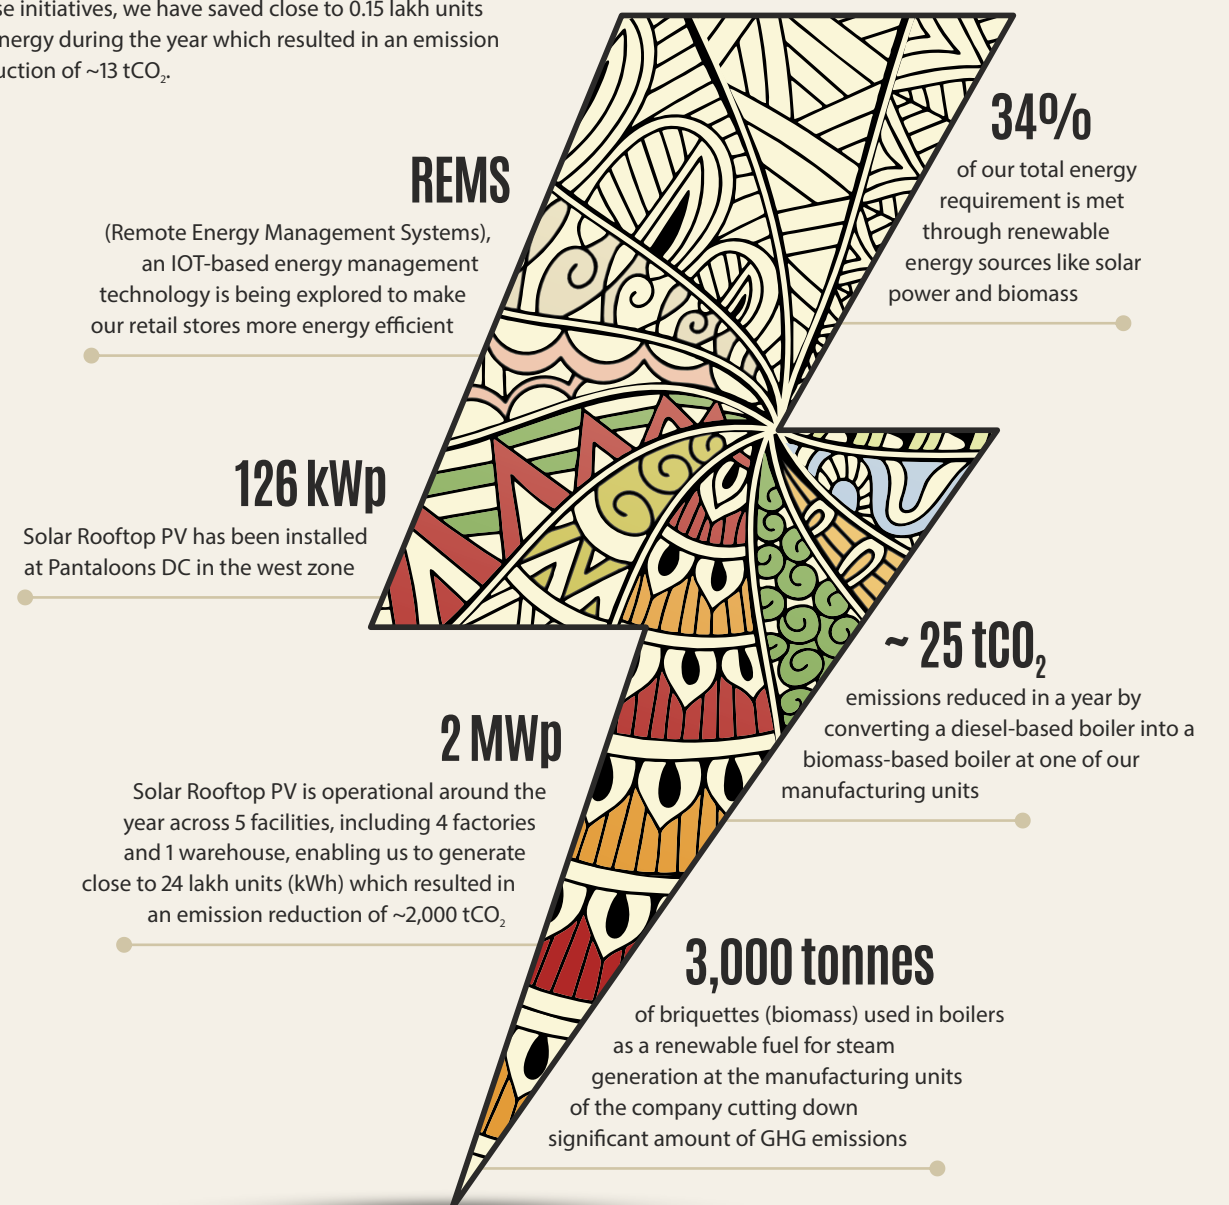 se initiatives, we have saved close to 0.15 lakh units
nergy during the year which resulted in an emission
uction of ~13 tCO₂.
REMS
(Remote Energy Management Systems),
an IOT-based energy management
technology is being explored to make
our retail stores more energy efficient
34%
of our total energy
requirement is met
through renewable
energy sources like solar
power and biomass
126 kWp
Solar Rooftop PV has been installed
at Pantaloons DC in the west zone
~ 25 tCO₂
emissions reduced in a year by
converting a diesel-based boiler into a
biomass-based boiler at one of our
manufacturing units
2 MWp
Solar Rooftop PV is operational around the
year across 5 facilities, including 4 factories
and 1 warehouse, enabling us to generate
close to 24 lakh units (kWh) which resulted in
an emission reduction of ~2,000 tCO₂
3,000 tonnes
of briquettes (biomass) used in boilers
as a renewable fuel for steam
generation at the manufacturing units
of the company cutting down
significant amount of GHG emissions